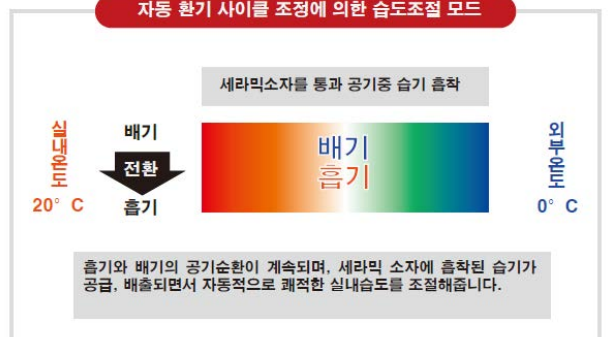 자동 환기 사이클 조정에 의한 습도조절 모드
세라믹소자를 통과 공기중 습기 흡착
실내온도
20° C
배기
전환
흡기
배기
흡기
외부온도
0° C
흡기와 배기의 공기순환이 계속되며, 세라믹 소자에 흡착된 습기가
공급, 배출되면서 자동적으로 쾌적한 실내습도를 조절해줍니다.